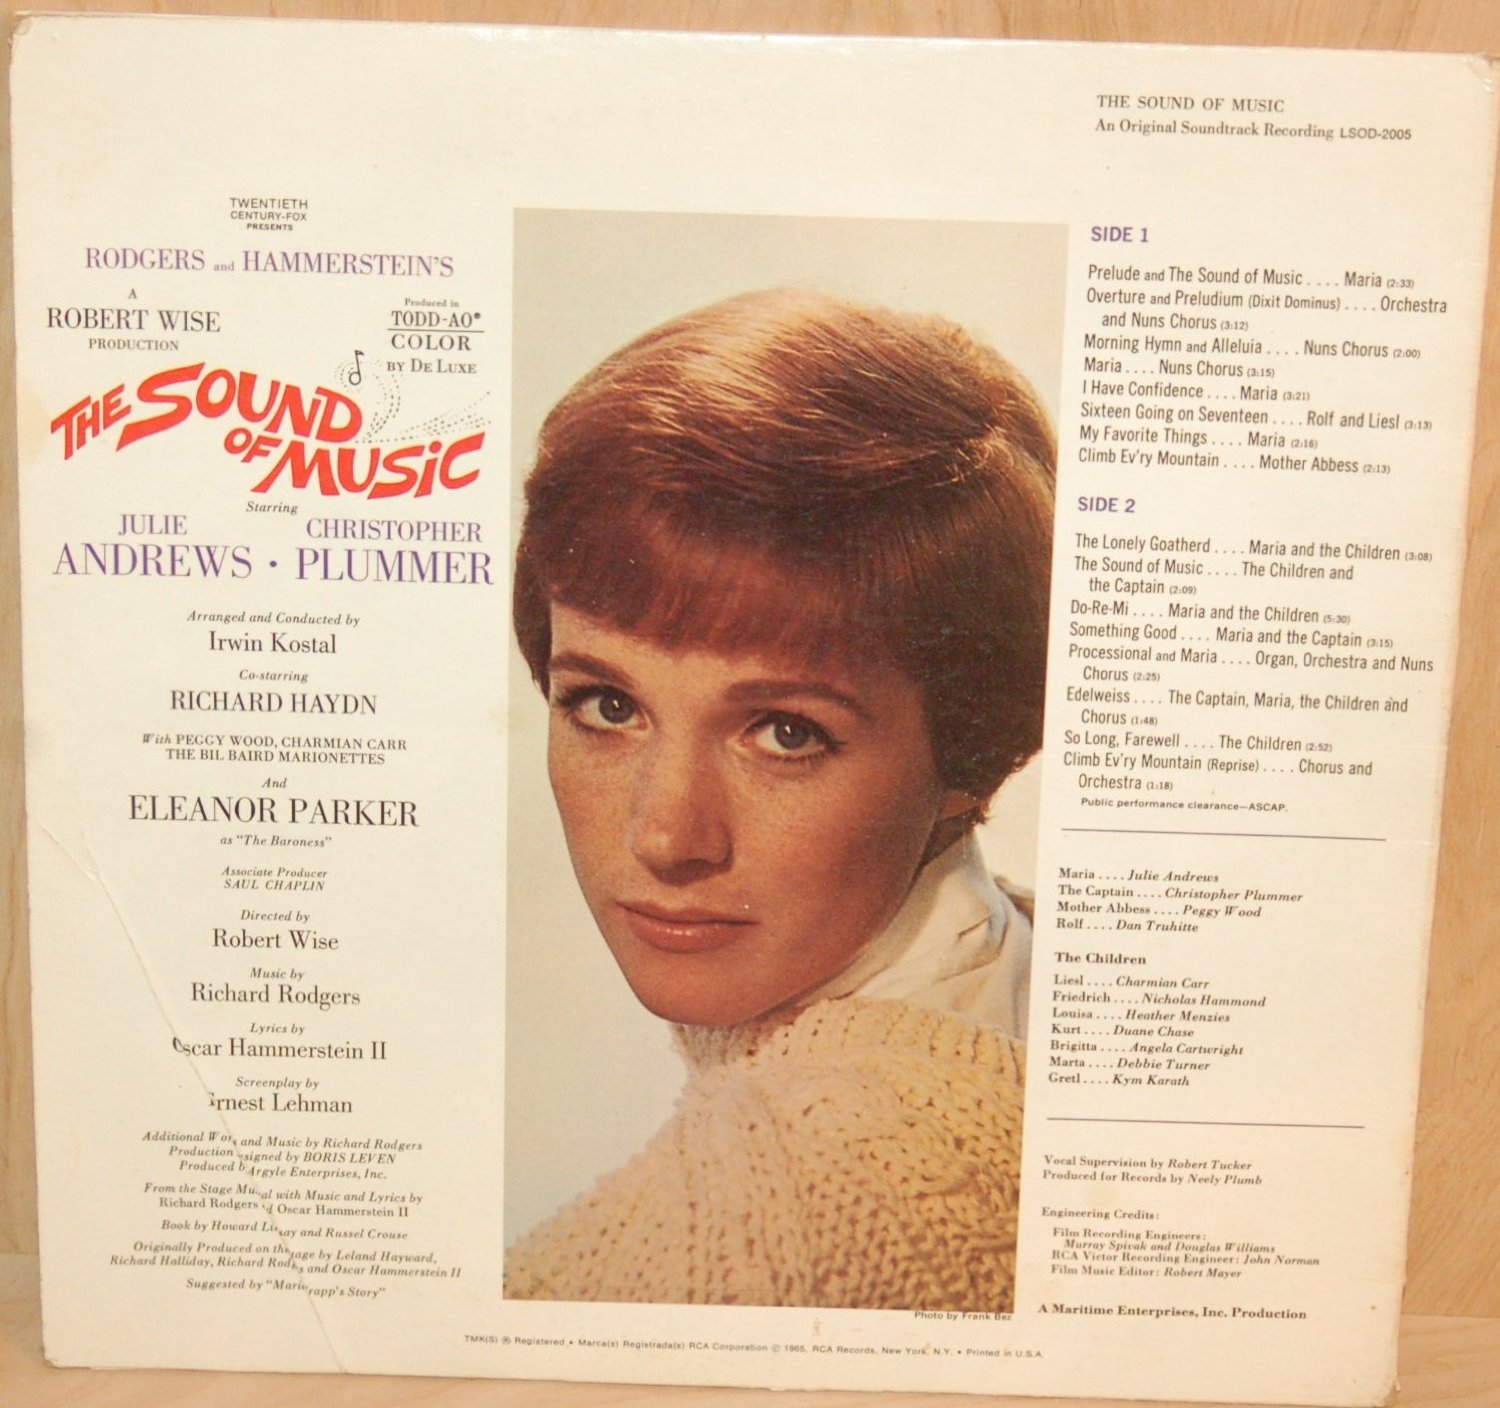 THE SOUND OF MUSIC
An Original Soundtrack Recording LSOD-2005
TWENTIETH
CENTURY-FOX
PRESENTS
RODGERS and HAMMERSTEIN'S
A
ROBERT WISE
PRODUCTION
Produced in
TODD-AO®
COLOR
BY DE LUXE
THE SOUND
OF MUSIC
Starring
JULIE
ANDREWS •
CHRISTOPHER
PLUMMER
Arranged and Conducted by
Irwin Kostal
Co-starring
RICHARD HAYDN
With PEGGY WOOD, CHARMIAN CARR
THE BIL BAIRD MARIONETTES
And
ELEANOR PARKER
as "The Baroness"
Associate Producer
SAUL CHAPLIN
Directed by
Robert Wise
Music by
Richard Rodgers
Lyrics by
Oscar Hammerstein II
Screenplay by
Ernest Lehman
Additional and Music by Richard Rodgers
Production by BORIS LEVEN
Produced Argyle Enterprises, Inc.
From the Stage with Music and Lyrics by
Richard Rodgers Oscar Hammerstein II
Book by Howard and Russel Crouse
Originally Produced on by Leland Hayward,
Richard Halliday, Richard and Oscar Hammerstein II
Suggested by Story"
SIDE 1
Prelude and The Sound of Music .... Maria (2:33)
Overture and Preludium (Dixit Dominus) .... Orchestra
and Nuns Chorus (3:12)
Morning Hymn and Alleluia .... Nuns Chorus (2:00)
Maria .... Nuns Chorus (3:15)
I Have Confidence .... Maria (3:21)
Sixteen Going on Seventeen .... Rolf and Liesl (3:13)
My Favorite Things .... Maria (2:16)
Climb Ev'ry Mountain .... Mother Abbess (2:13)
SIDE 2
The Lonely Goatherd .... Maria and the Children (3:08)
The Sound of Music .... The Children and
the Captain (2:09)
Do-Re-Mi .... Maria and the Children (5:30)
Something Good .... Maria and the Captain (3:15)
Processional and Maria .... Organ, Orchestra and Nuns
Chorus (2:25)
Edelweiss .... The Captain, Maria, the Children and
Chorus (1:48)
So Long, Farewell .... The Children (2:52)
Climb Ev'ry Mountain (Reprise) .... Chorus and
Orchestra (1:18)
Public performance clearance—ASCAP.
Maria .... Julie Andrews
The Captain .... Christopher Plummer
Mother Abbess .... Peggy Wood
Rolf .... Dan Truhitte
The Children
Liesl .... Charmian Carr
Friedrich .... Nicholas Hammond
Louisa .... Heather Menzies
Kurt .... Duane Chase
Brigitta .... Angela Cartwright
Marta .... Debbie Turner
Gretl .... Kym Karath
Vocal Supervision by Robert Tucker
Produced for Records by Neely Plumb
Engineering Credits:
Film Recording Engineers:
Murray Spivak and Douglas Williams
RCA Victor Recording Engineer: John Norman
Film Music Editor: Robert Mayer
A Maritime Enterprises, Inc. Production
Photo by Frank Bez
TMK(S) ® Registered • Marca(s) Registrada(s) RCA Corporation © 1965, RCA Records, New York, N.Y. • Printed in U.S.A.